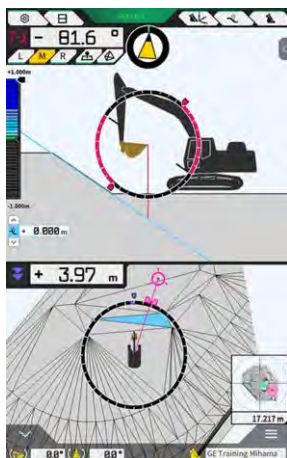 - 81.6 °
L M R
+1.000m
-1.000m
+ 0.000 m
+ 3.97 m
17.217 m
0.0° 0.0°
GE Training Mihama